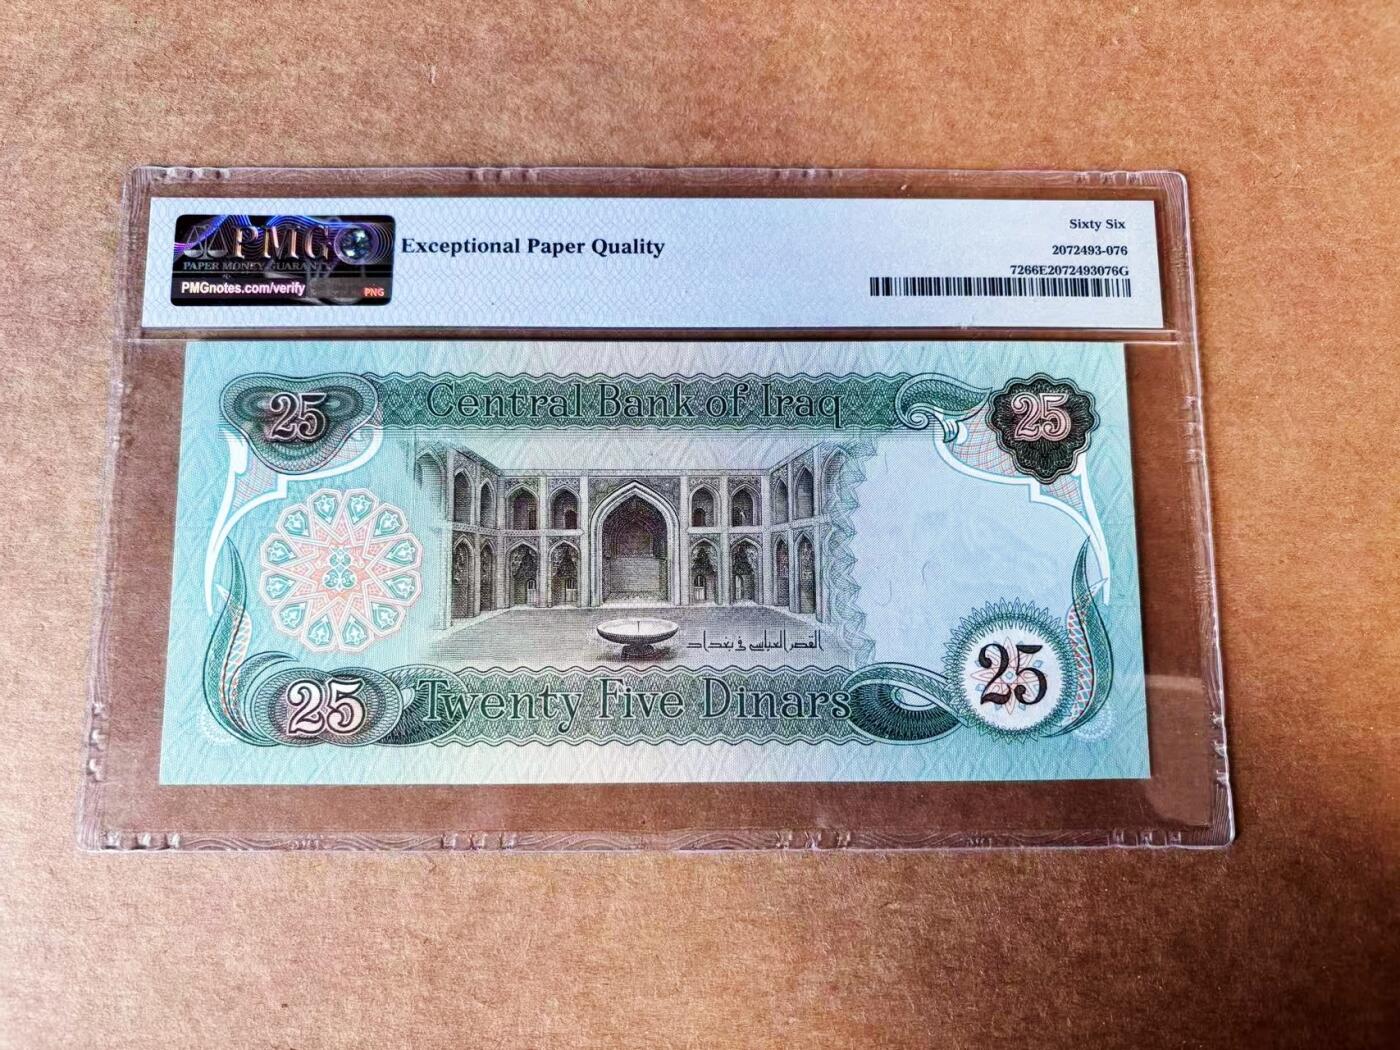 PMG
PAPER MONEY GUARANTY
PMGnotes.com/verify
PNG
Exceptional Paper Quality
Sixty Six
2072493-076
7266E2072493076G
25
Central Bank of Iraq
25
القصر العباسي في بغداد
25
Twenty Five Dinars
25